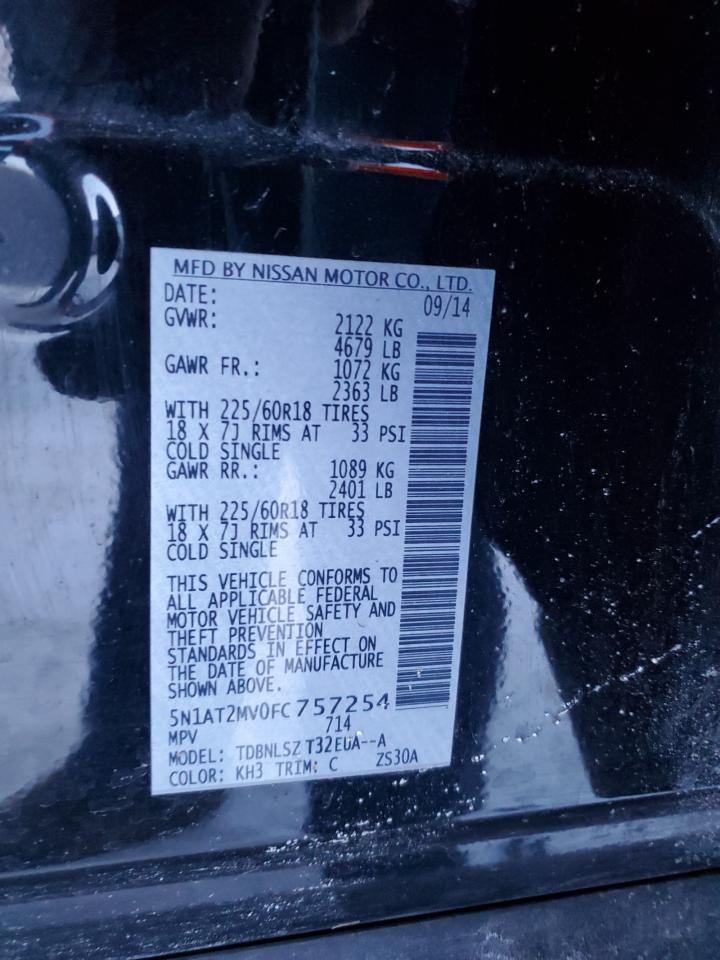 MFD BY NISSAN MOTOR CO., LTD.
DATE: 09/14
GVWR: 2122 KG
4679 LB
GAWR FR.: 1072 KG
2363 LB
WITH 225/60R18 TIRES
18 X 7J RIMS AT 33 PSI
COLD SINGLE
GAWR RR.: 1089 KG
2401 LB
WITH 225/60R18 TIRES
18 X 7J RIMS AT 33 PSI
COLD SINGLE
THIS VEHICLE CONFORMS TO
ALL APPLICABLE FEDERAL
MOTOR VEHICLE SAFETY AND
THEFT PREVENTION
STANDARDS IN EFFECT ON
THE DATE OF MANUFACTURE
SHOWN ABOVE.
5N1AT2MV0FC757254
MPV 714
MODEL: TDBNLSZ T32EUA--A
COLOR: KH3 TRIM: C ZS30A